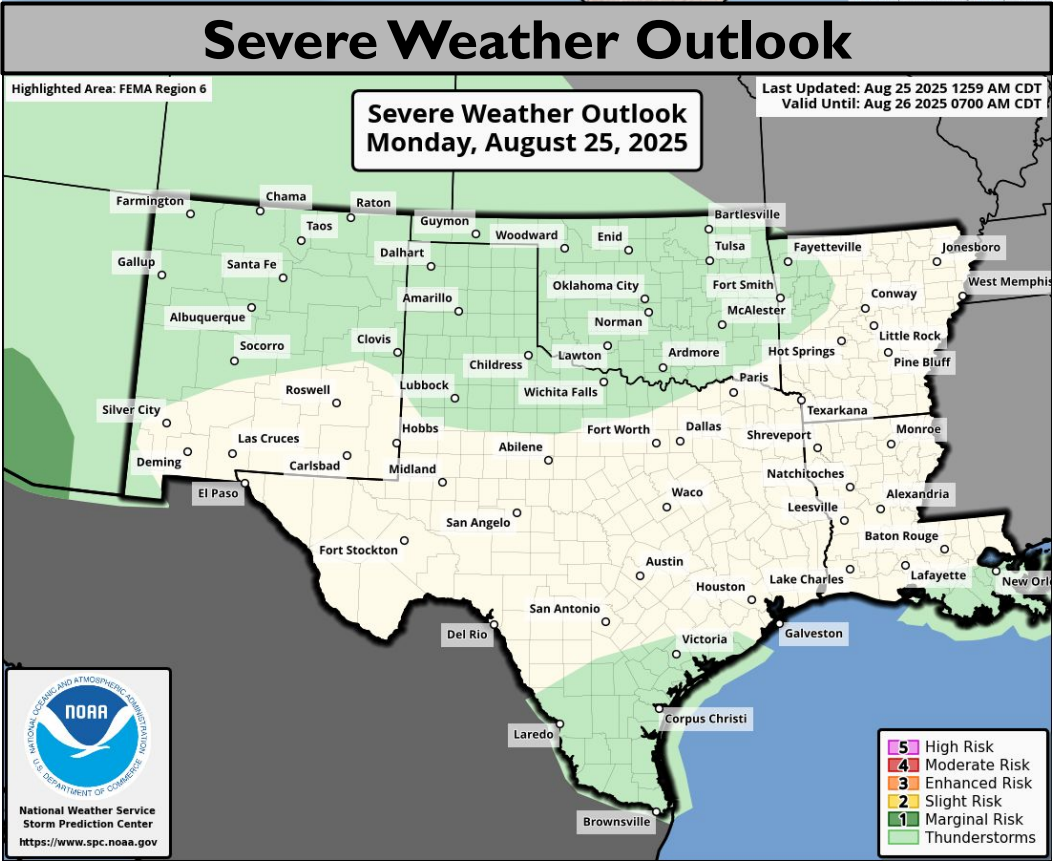 Severe Weather Outlook
Highlighted Area: FEMA Region 6
Last Updated: Aug 25 2025 1259 AM CDT
Valid Until: Aug 26 2025 0700 AM CDT
Severe Weather Outlook
Monday, August 25, 2025
Farmington
Chama
Raton
Taos
Guymon
Woodward
Enid
Bartlesville
Tulsa
Fayetteville
Jonesboro
Gallup
Santa Fe
Dalhart
Oklahoma City
Fort Smith
West Memphis
Albuquerque
Amarillo
Norman
McAlester
Conway
Little Rock
Socorro
Clovis
Childress
Lawton
Ardmore
Hot Springs
Pine Bluff
Roswell
Lubbock
Wichita Falls
Paris
Texarkana
Silver City
Las Cruces
Hobbs
Abilene
Fort Worth
Dallas
Shreveport
Monroe
Deming
Carlsbad
Midland
Natchitoches
El Paso
San Angelo
Waco
Leesville
Alexandria
Fort Stockton
Austin
Baton Rouge
Houston
Lake Charles
Lafayette
New Orl
San Antonio
Del Rio
Victoria
Galveston
Laredo
Corpus Christi
Brownsville
NATIONAL OCEANIC AND ATMOSPHERIC ADMINISTRATION
NOAA
U.S. DEPARTMENT OF COMMERCE
National Weather Service
Storm Prediction Center
https://www.spc.noaa.gov
5 High Risk
4 Moderate Risk
3 Enhanced Risk
2 Slight Risk
1 Marginal Risk
Thunderstorms